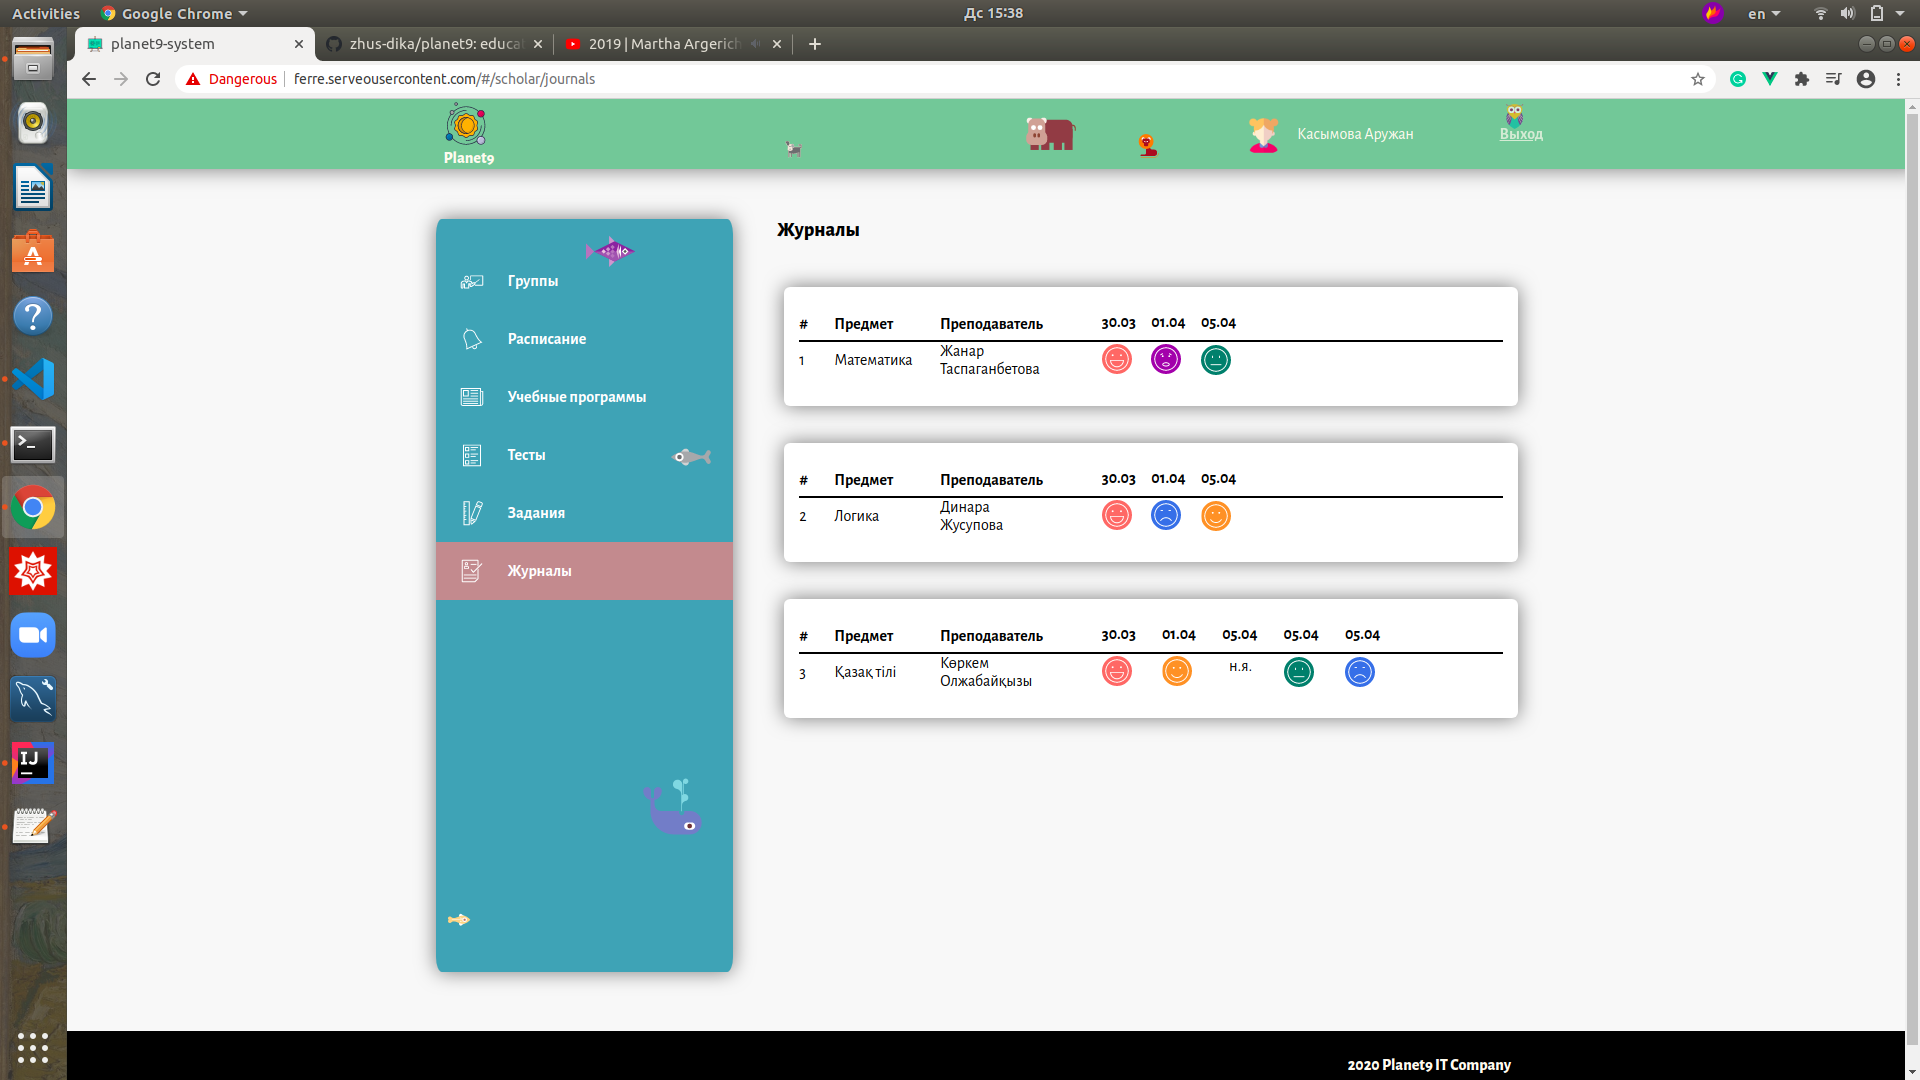 Activities
Google Chrome
Дс 15:38
en
planet9-system
zhus-dika/planet9: educa
2019 | Martha Argerich
Dangerous
ferre.serveousercontent.com/#/scholar/journals
Planet9
Касымова Аружан
Выход
Группы
Расписание
Учебные программы
Тесты
Задания
Журналы
Журналы
# Предмет Преподаватель 30.03 01.04 05.04
1 Математика Жанар
Таспаганбетова
# Предмет Преподаватель 30.03 01.04 05.04
2 Логика Динара
Жусупова
# Предмет Преподаватель 30.03 01.04 05.04 05.04 05.04
3 Қазақ тілі Көркем
Олжабайқызы
н.я.
2020 Planet9 IT Company